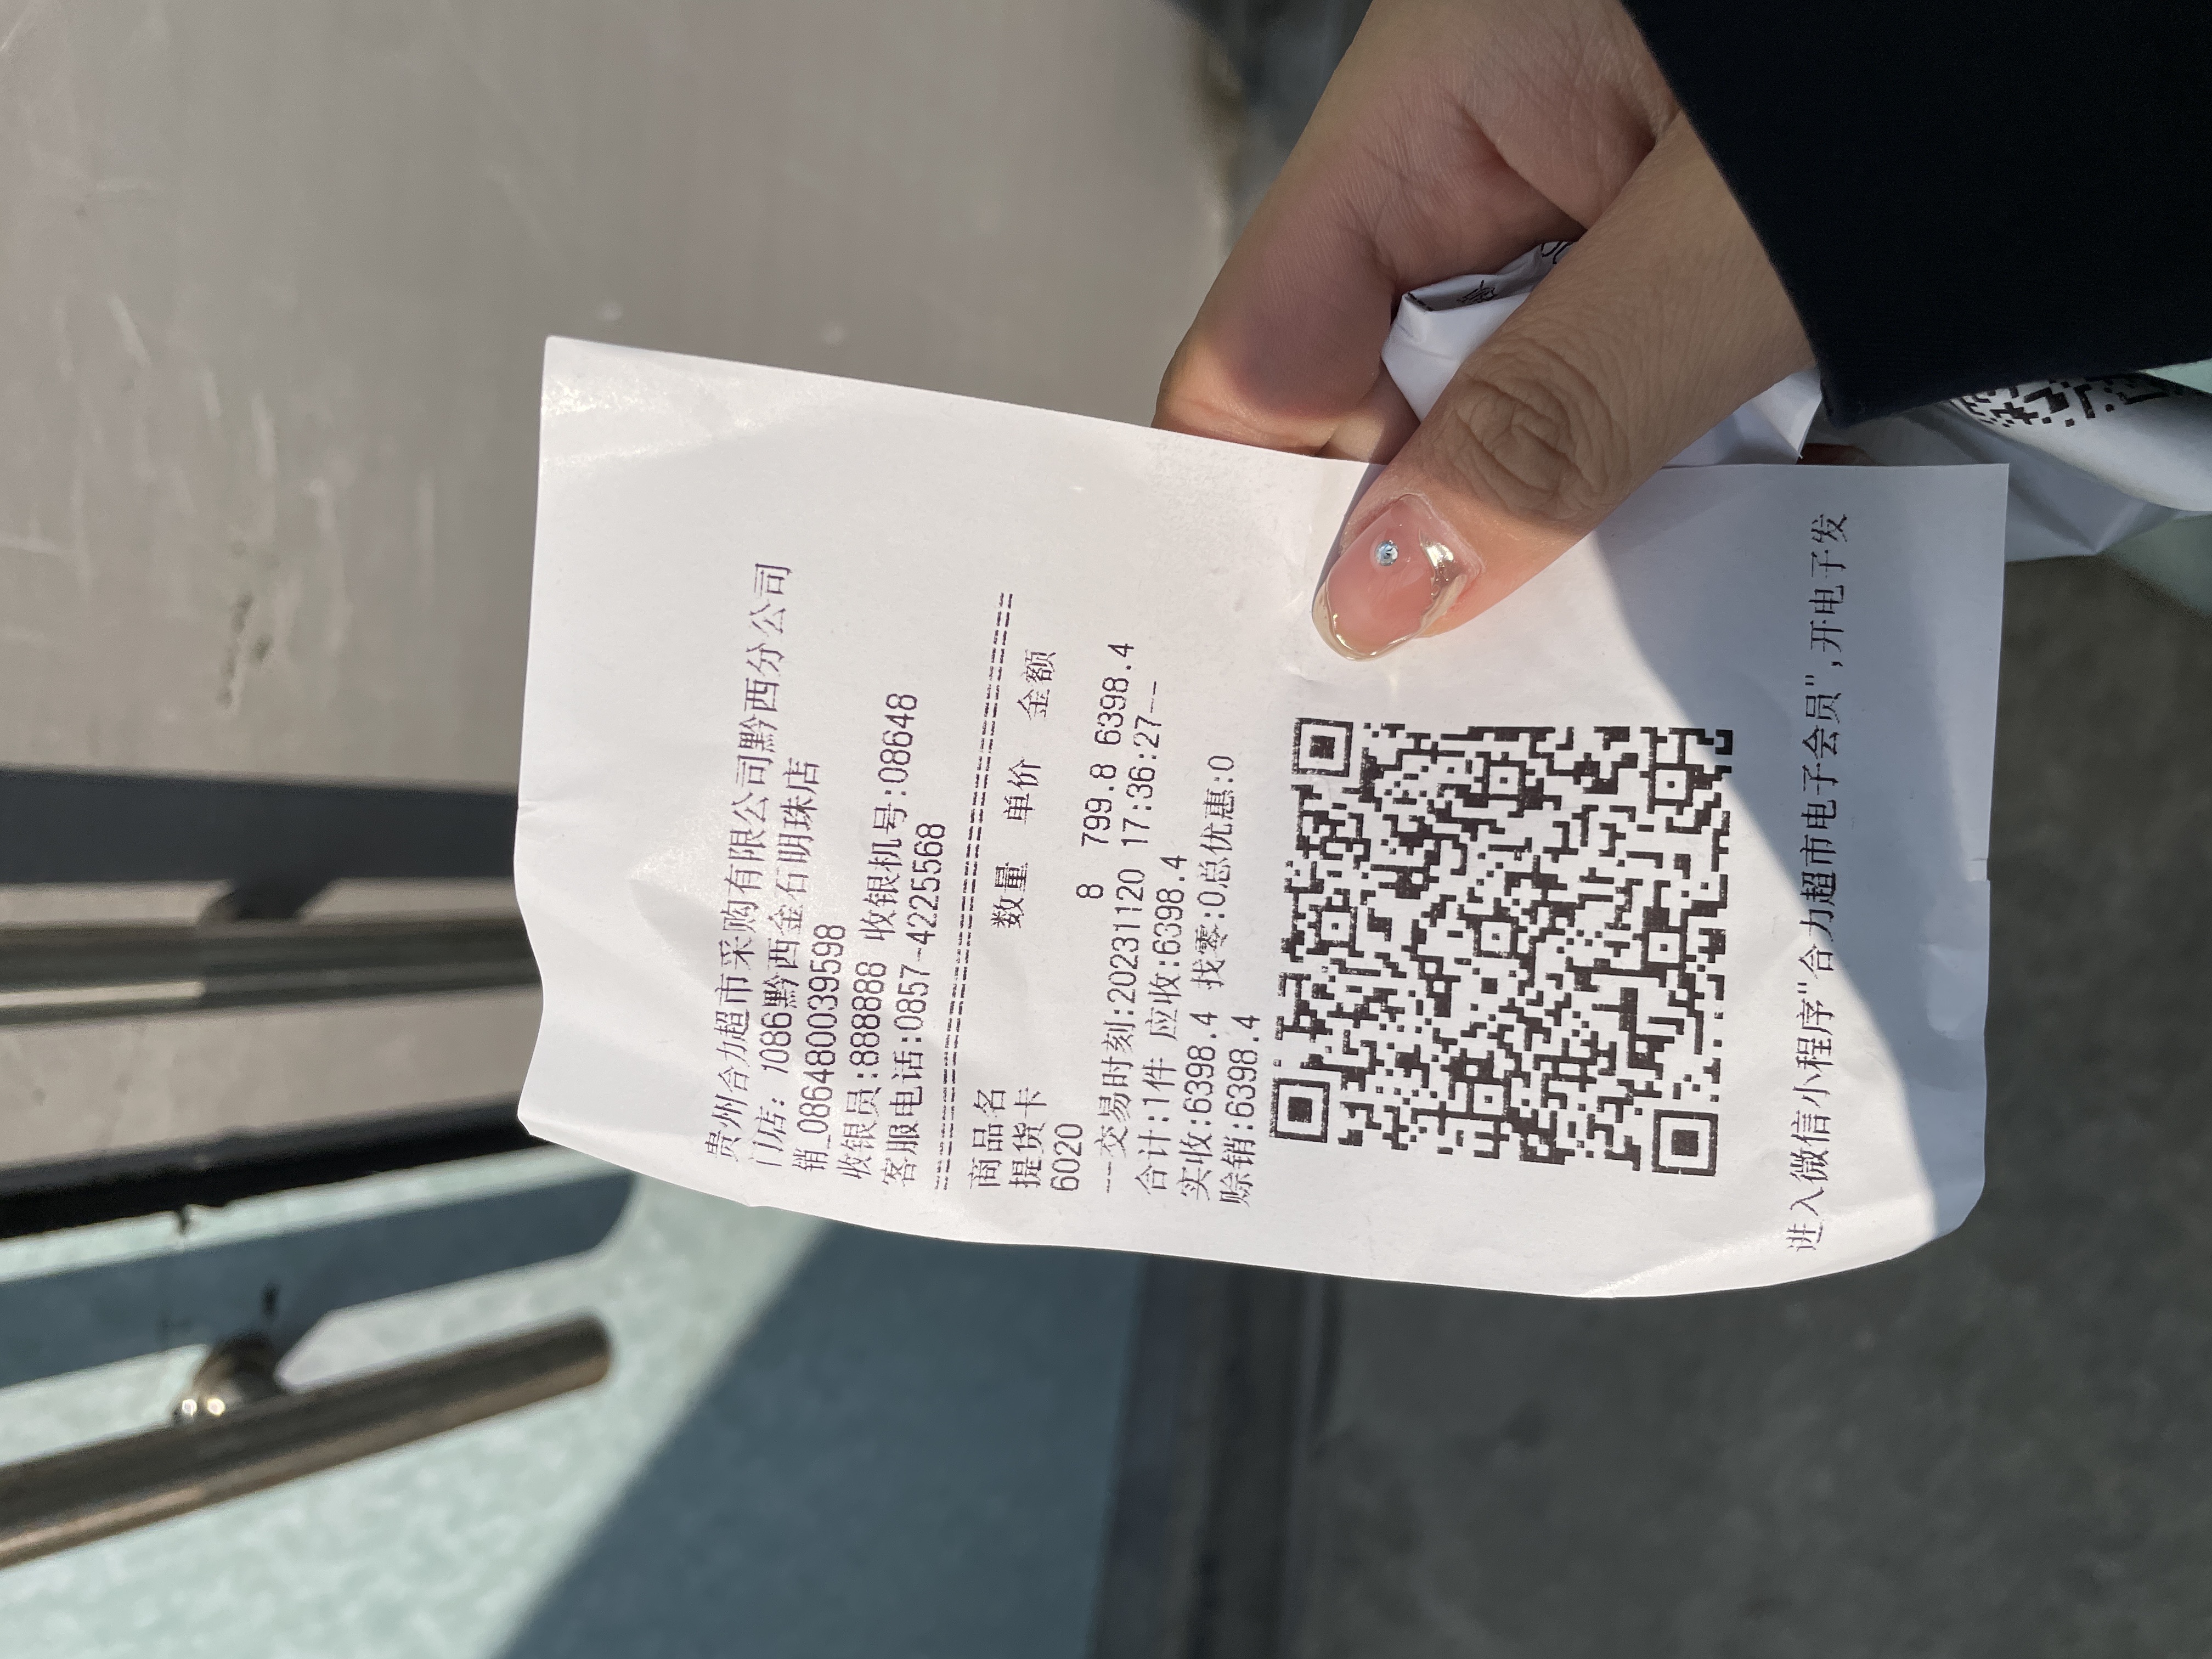 贵州合力超市采购有限公司黔西分公司
门店: 1086黔西金石明珠店
销_0864800039598
收银员:888888 收银机号:08648
客服电话:0857-4225568
商品名 数量 单价 金额
提货卡
6020 8 799.8 6398.4
--交易时刻:20231120 17:36:27--
合计:1件 应收:6398.4
实收:6398.4 找零:0总优惠:0
赊销:6398.4
进入微信小程序"合力超市电子会员",开电子发